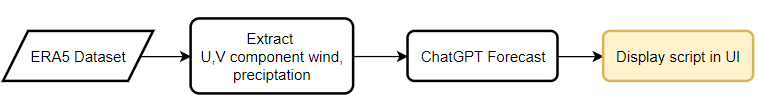 ERA5 Dataset
Extract
U,V component wind,
preciptation
ChatGPT Forecast
Display script in UI